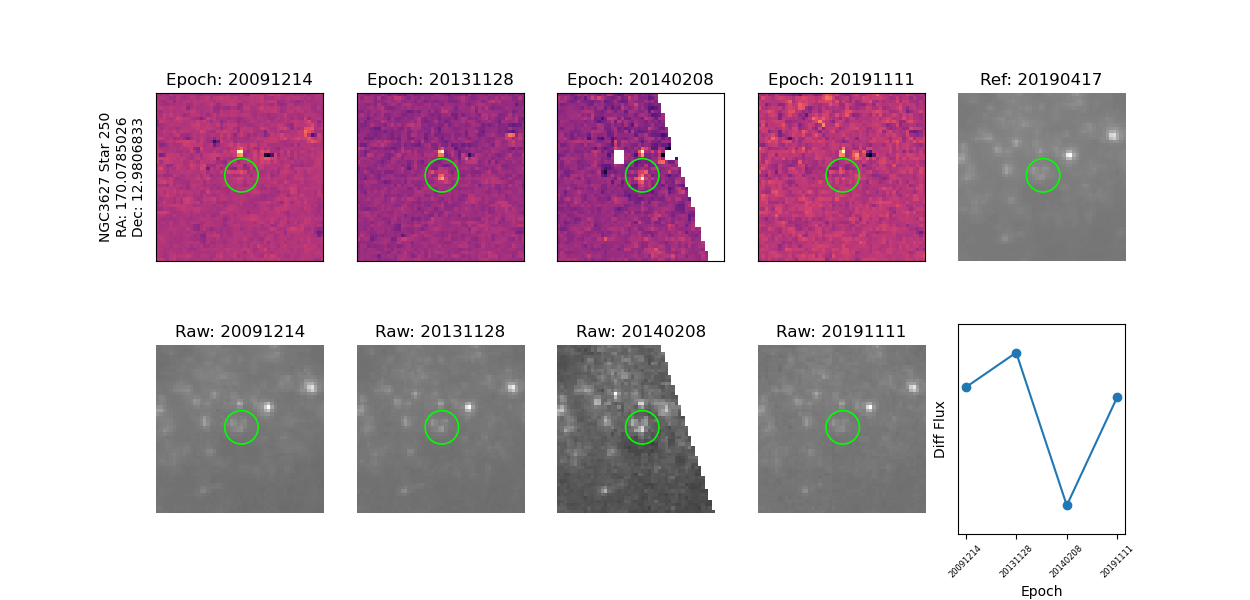 NGC3627 Star 250
RA: 170.0785026
Dec: 12.9806833
Epoch: 20091214
Epoch: 20131128
Epoch: 20140208
Epoch: 20191111
Ref: 20190417
Raw: 20091214
Raw: 20131128
Raw: 20140208
Raw: 20191111
Diff Flux
20091214
20131128
20140208
20191111
Epoch